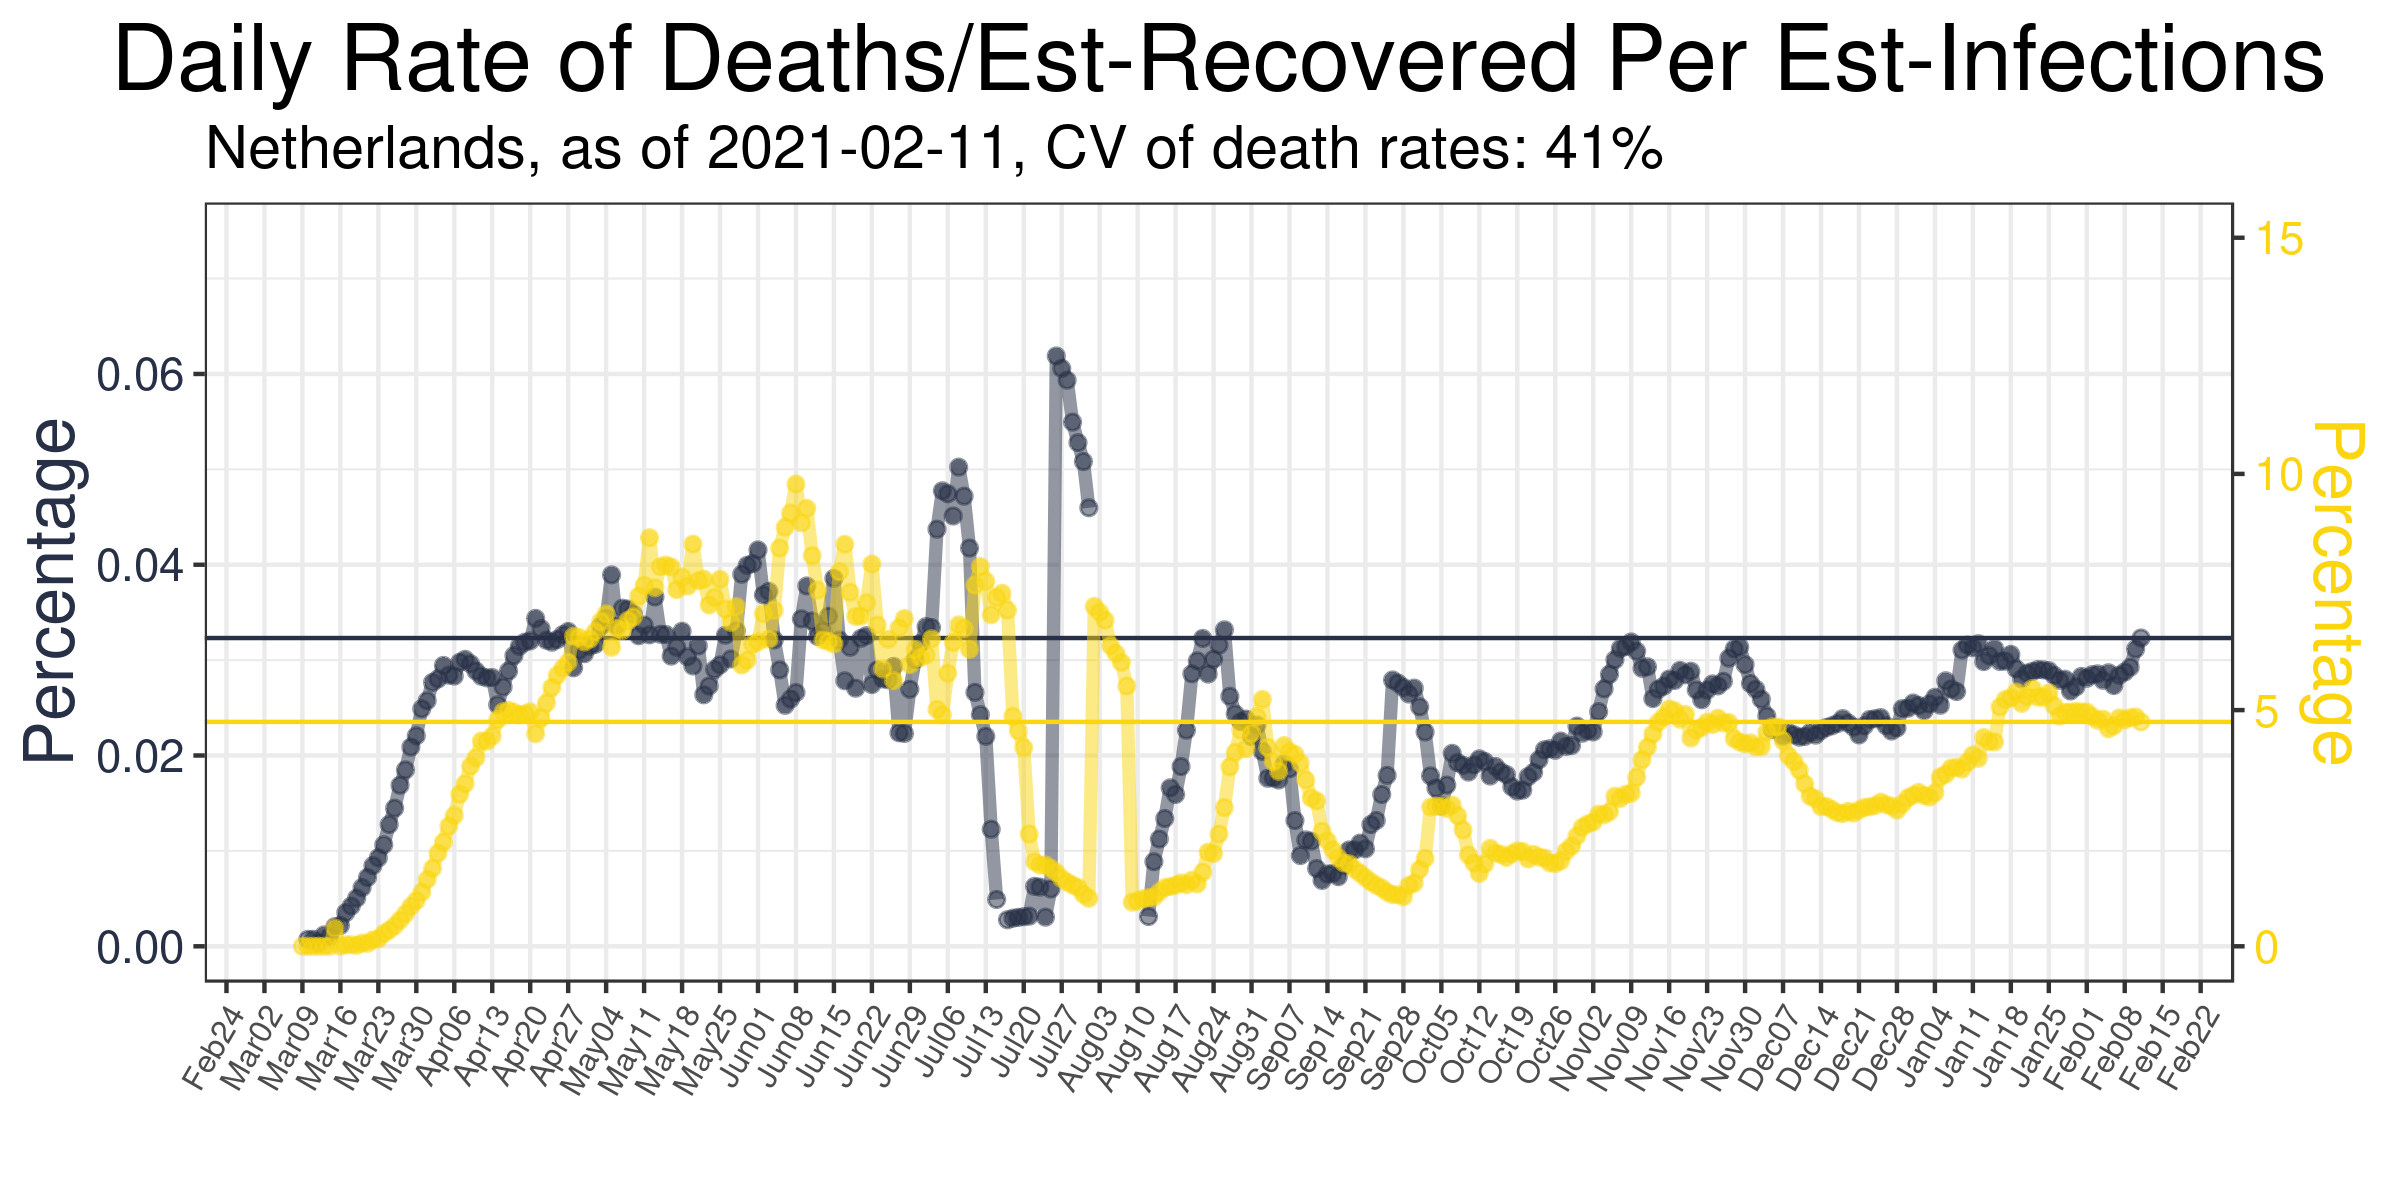 Daily Rate of Deaths/Est-Recovered Per Est-Infections
Netherlands, as of 2021-02-11, CV of death rates: 41%
Percentage
0.06
0.04
0.02
0.00
15
10
5
0
Percentage
Feb24
Mar02
Mar09
Mar16
Mar23
Mar30
Apr06
Apr13
Apr20
Apr27
May04
May11
May18
May25
Jun01
Jun08
Jun15
Jun22
Jun29
Jul06
Jul13
Jul20
Jul27
Aug03
Aug10
Aug17
Aug24
Aug31
Sep07
Sep14
Sep21
Sep28
Oct05
Oct12
Oct19
Oct26
Nov02
Nov09
Nov16
Nov23
Nov30
Dec07
Dec14
Dec21
Dec28
Jan04
Jan11
Jan18
Jan25
Feb01
Feb08
Feb15
Feb22